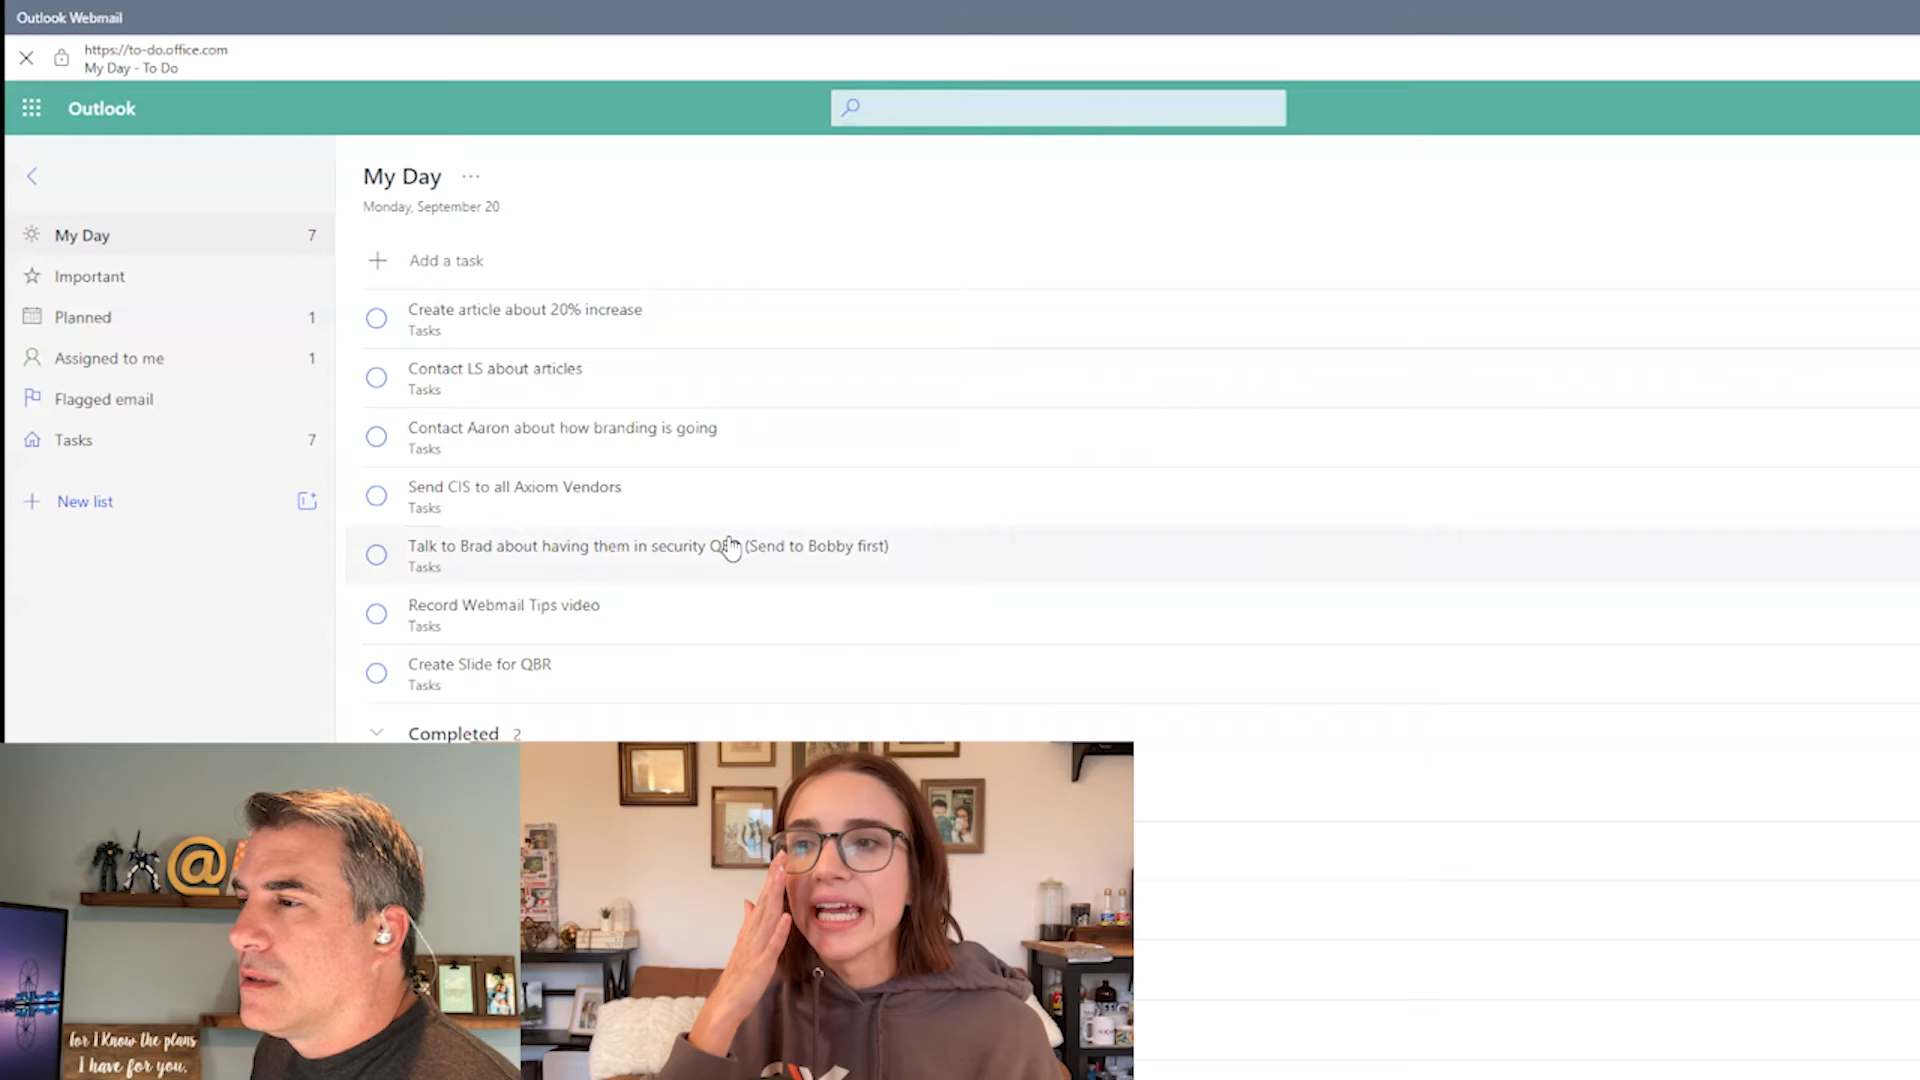 Outlook Webmail
https://to-do.office.com
My Day - To Do
Outlook
My Day 7
Important
Planned 1
Assigned to me 1
Flagged email
Tasks 7
New list
My Day ...
Monday, September 20
Add a task
Create article about 20% increase
Tasks
Contact LS about articles
Tasks
Contact Aaron about how branding is going
Tasks
Send CIS to all Axiom Vendors
Tasks
Talk to Brad about having them in security (Send to Bobby first)
Tasks
Record Webmail Tips video
Tasks
Create Slide for QBR
Tasks
Completed 2
@
for I Know the plans
I have for you,